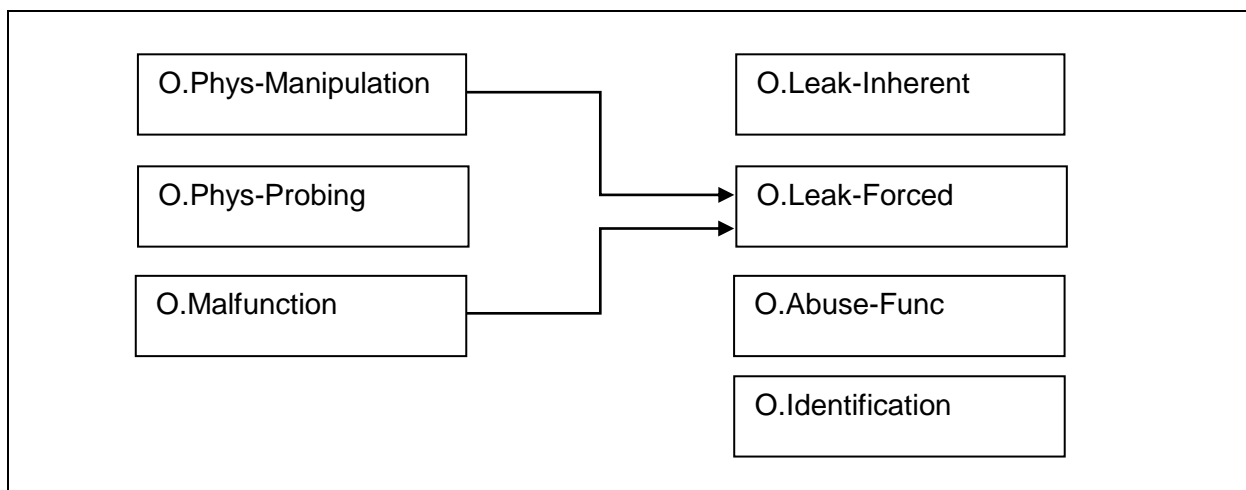 O.Phys-Manipulation
O.Leak-Inherent
O.Phys-Probing
O.Leak-Forced
O.Malfunction
O.Abuse-Func
O.Identification